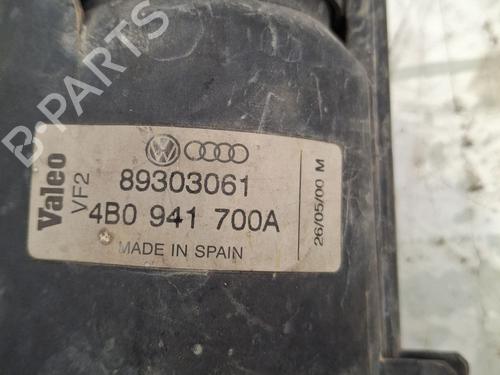 B-PARTS
Valeo
VF2
89303061
4B0 941 700A
MADE IN SPAIN
26/05/00 M